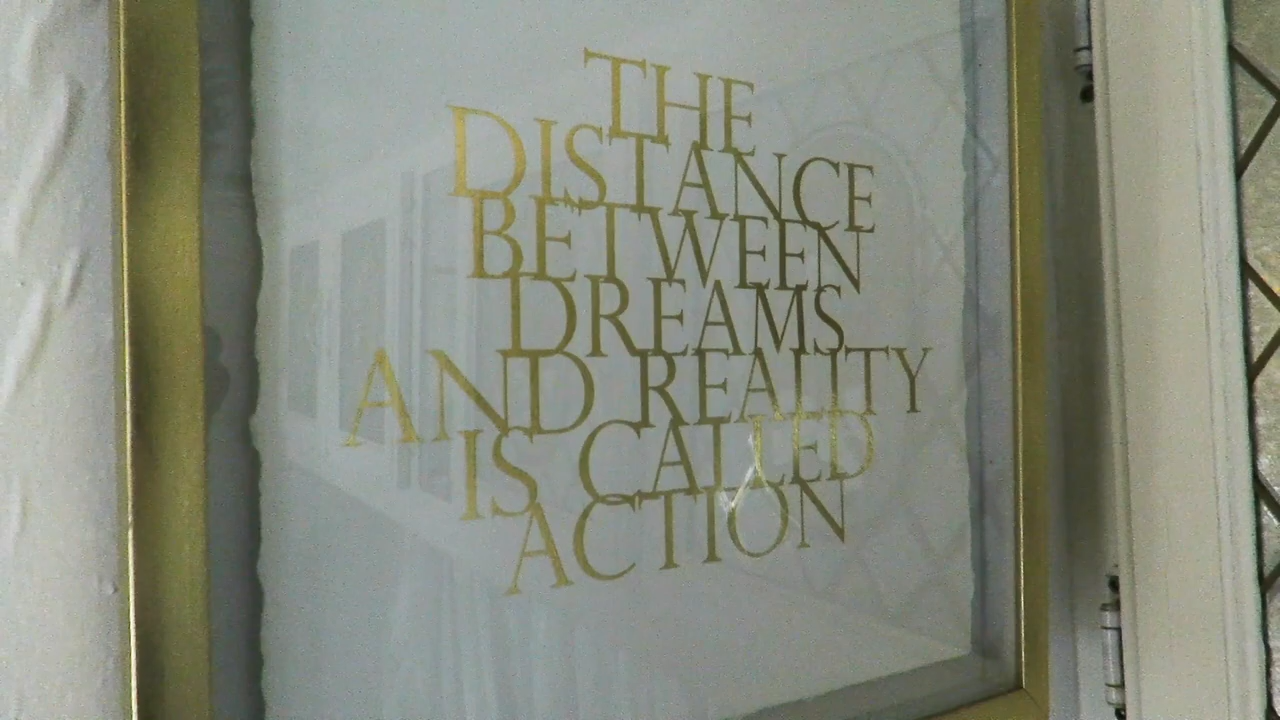 THE
DISTANCE
BETWEEN
DREAMS
AND REALITY
IS CALLED
ACTION